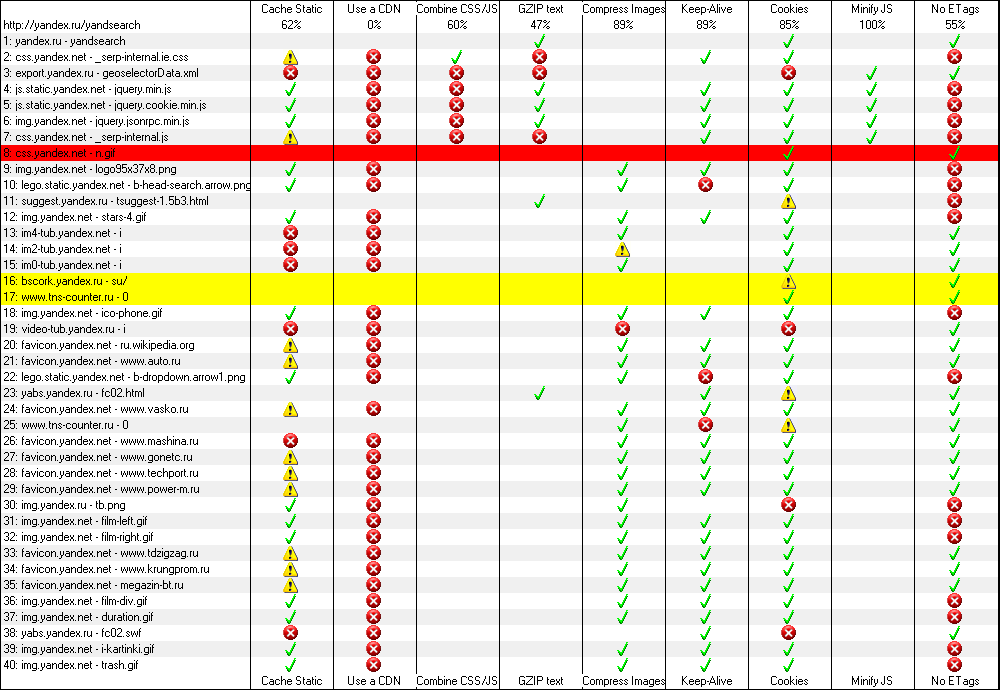 Cache Static Use a CDN Combine CSS/JS GZIP text Compress Images Keep-Alive Cookies Minify JS No ETags
http://yandex.ru/yandsearch 62% 0% 60% 47% 89% 89% 85% 100% 55%
1: yandex.ru - yandsearch
2: css.yandex.net - _serp-internal.ie.css
3: export.yandex.ru - geoselectorData.xml
4: js.static.yandex.net - jquery.min.js
5: js.static.yandex.net - jquery.cookie.min.js
6: img.yandex.net - jquery.jsonrpc.min.js
7: css.yandex.net - _serp-internal.js
8: css.yandex.net - n.gif
9: img.yandex.net - logo95x37x8.png
10: lego.static.yandex.net - b-head-search.arrow.png
11: suggest.yandex.ru - tsuggest-1.5b3.html
12: img.yandex.net - stars-4.gif
13: im4-tub.yandex.net - i
14: im2-tub.yandex.net - i
15: im0-tub.yandex.net - i
16: bscork.yandex.ru - su/
17: www.tns-counter.ru - 0
18: img.yandex.net - ico-phone.gif
19: video-tub.yandex.ru - i
20: favicon.yandex.net - ru.wikipedia.org
21: favicon.yandex.net - www.auto.ru
22: lego.static.yandex.net - b-dropdown.arrow1.png
23: yabs.yandex.ru - fc02.html
24: favicon.yandex.net - www.vasko.ru
25: www.tns-counter.ru - 0
26: favicon.yandex.net - www.mashina.ru
27: favicon.yandex.net - www.gonetc.ru
28: favicon.yandex.net - www.techport.ru
29: favicon.yandex.net - www.power-m.ru
30: img.yandex.ru - tb.png
31: img.yandex.net - film-left.gif
32: img.yandex.net - film-right.gif
33: favicon.yandex.net - www.tdzigzag.ru
34: favicon.yandex.net - www.krungprom.ru
35: favicon.yandex.net - megazin-bt.ru
36: img.yandex.net - film-div.gif
37: img.yandex.net - duration.gif
38: yabs.yandex.ru - fc02.swf
39: img.yandex.net - i-kartinki.gif
40: img.yandex.net - trash.gif
Cache Static Use a CDN Combine CSS/JS GZIP text Compress Images Keep-Alive Cookies Minify JS No ETags